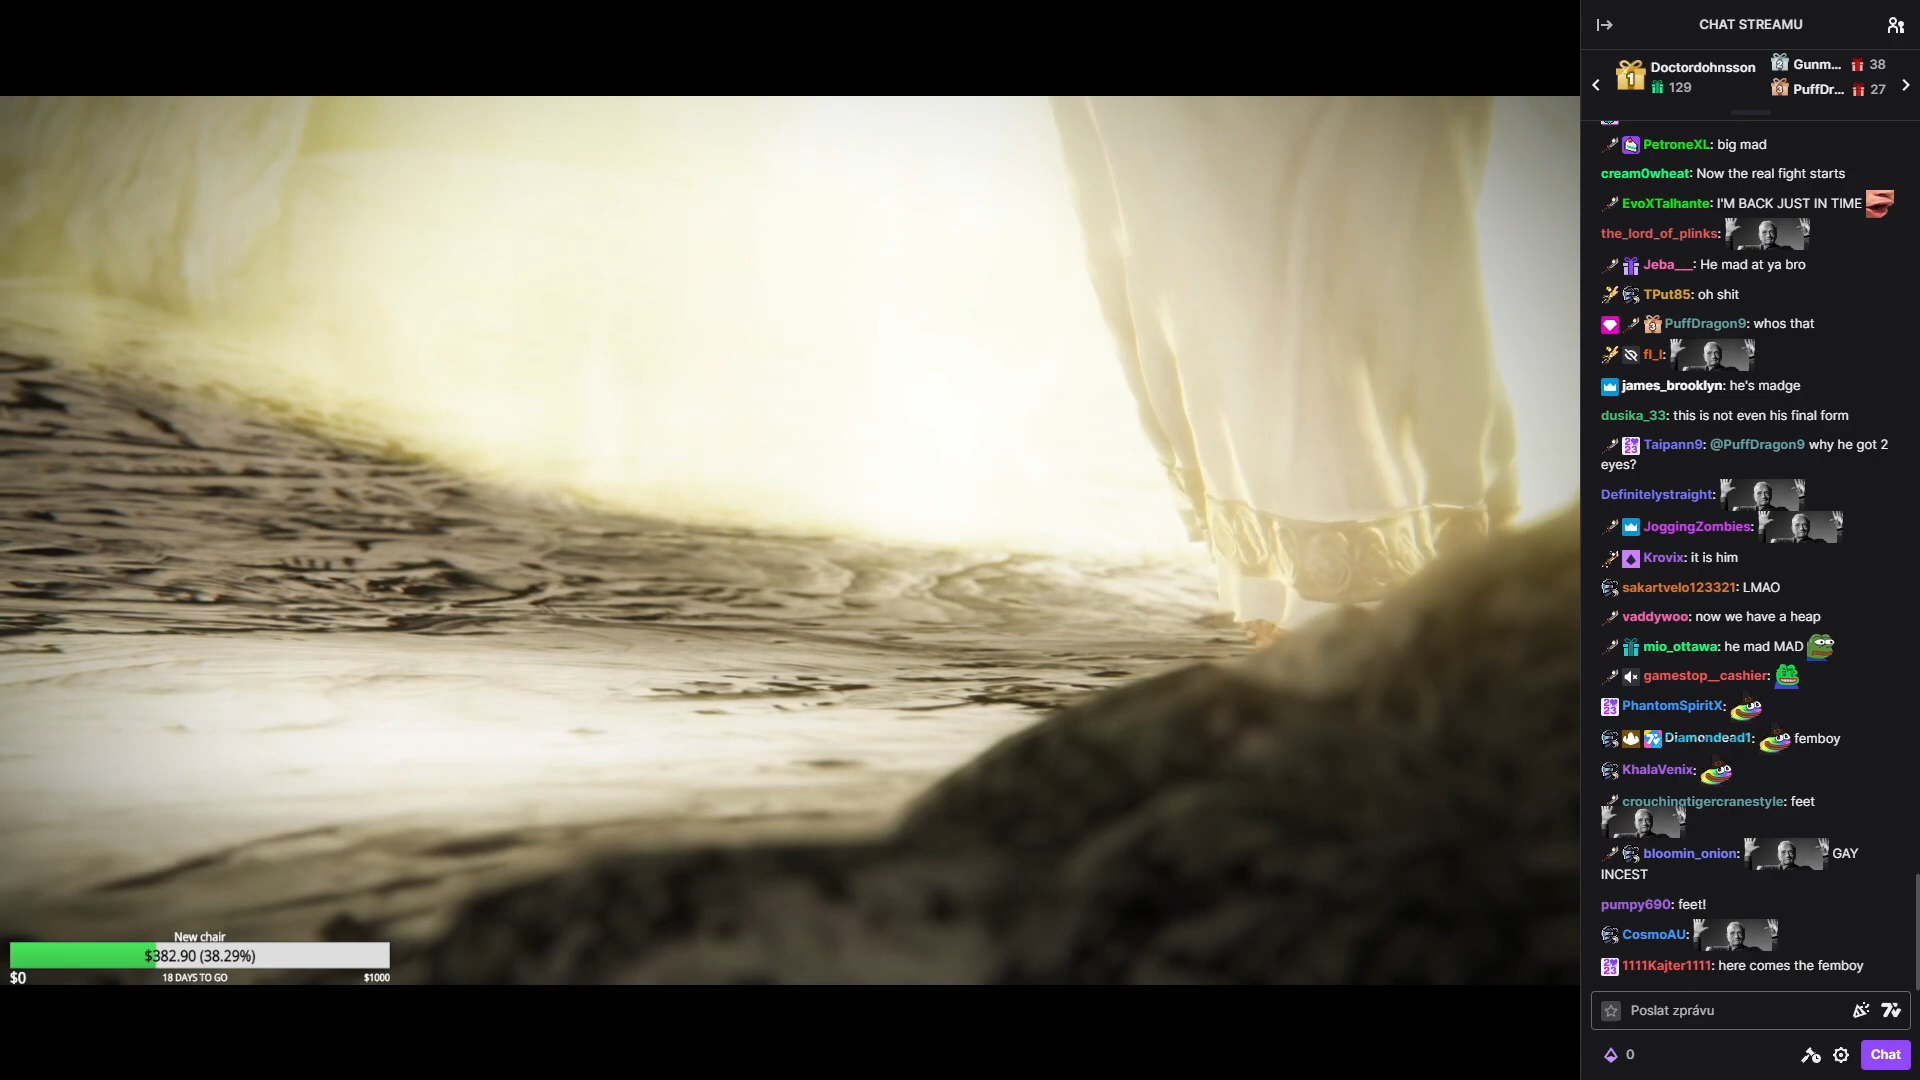 CHAT STREAMU
1
Doctordohnsson
129
2
Gunm...
38
3
PuffDr...
27
PetroneXL: big mad
cream0wheat: Now the real fight starts
EvoXTalhante: I'M BACK JUST IN TIME
the_lord_of_plinks:
Jeba___: He mad at ya bro
TPut85: oh shit
3
PuffDragon9: whos that
fl_l:
james_brooklyn: he's madge
dusika_33: this is not even his final form
Taipann9: @PuffDragon9 why he got 2
eyes?
Definitelystraight:
JoggingZombies:
Krovix: it is him
sakartvelo123321: LMAO
vaddywoo: now we have a heap
mio_ottawa: he mad MAD
gamestop__cashier:
PhantomSpiritX:
Diamondead1: femboy
KhalaVenix:
crouchingtigercranestyle: feet
bloomin_onion: GAY
INCEST
pumpy690: feet!
CosmoAU:
1111Kajter1111: here comes the femboy
Poslat zprávu
0
Chat
New chair
$382.90 (38.29%)
$0
18 DAYS TO GO
$1000